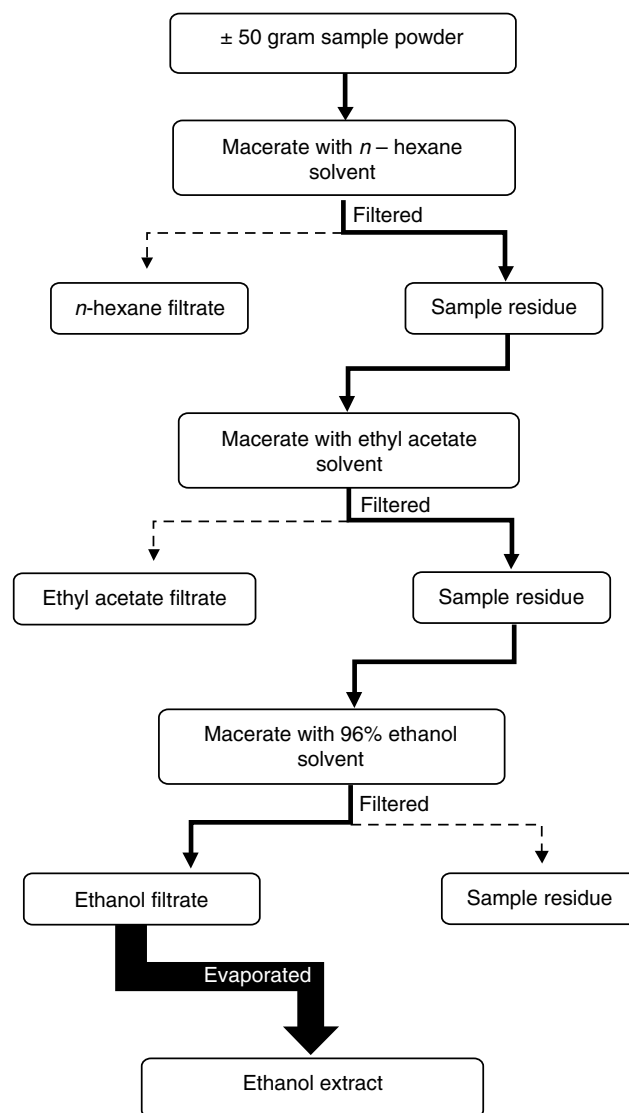 ± 50 gram sample powder
Macerate with n – hexane
solvent
Filtered
n-hexane filtrate
Sample residue
Macerate with ethyl acetate
solvent
Filtered
Ethyl acetate filtrate
Sample residue
Macerate with 96% ethanol
solvent
Filtered
Ethanol filtrate
Sample residue
Evaporated
Ethanol extract